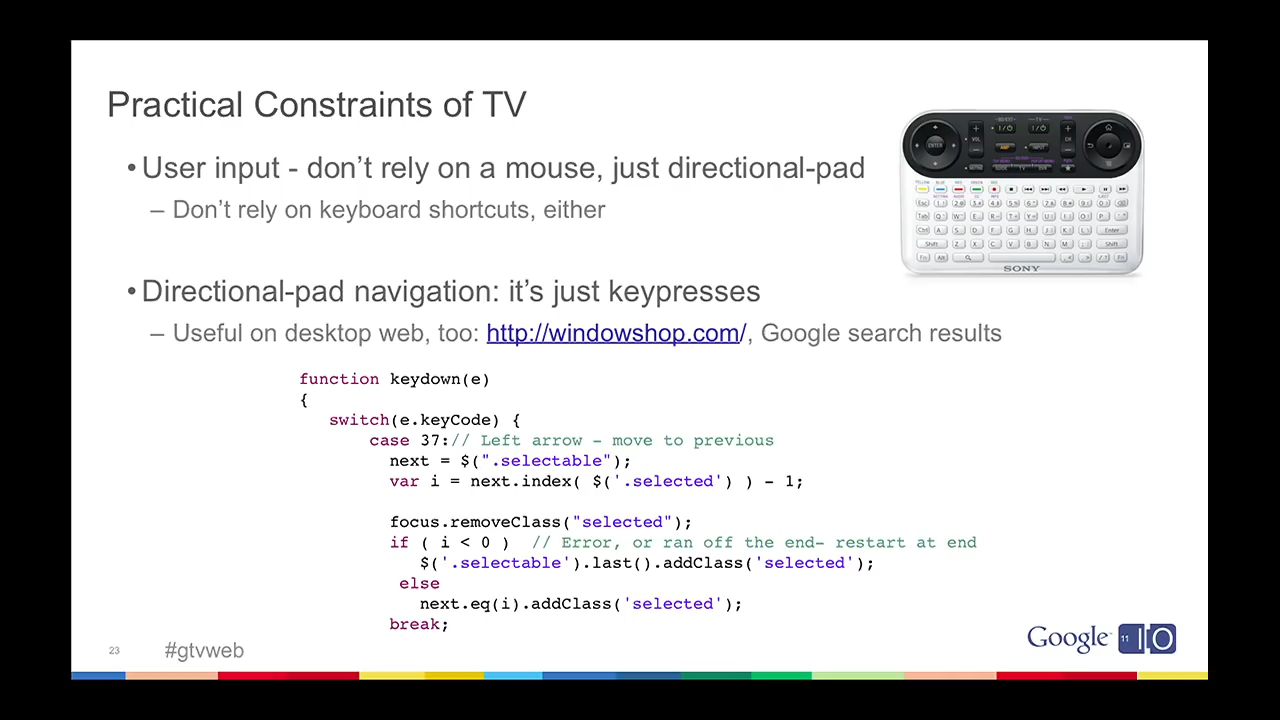 Practical Constraints of TV
• User input - don't rely on a mouse, just directional-pad
– Don't rely on keyboard shortcuts, either
• Directional-pad navigation: it's just keypresses
– Useful on desktop web, too: http://windowshop.com/, Google search results
function keydown(e)
{
switch(e.keyCode) {
case 37:// Left arrow - move to previous
next = $(".selectable");
var i = next.index( $('.selected') ) - 1;
focus.removeClass("selected");
if ( i < 0 )  // Error, or ran off the end- restart at end
$('.selectable').last().addClass('selected');
else
next.eq(i).addClass('selected');
break;
ENTER
SONY
23
#gtvweb
Google 11 IO